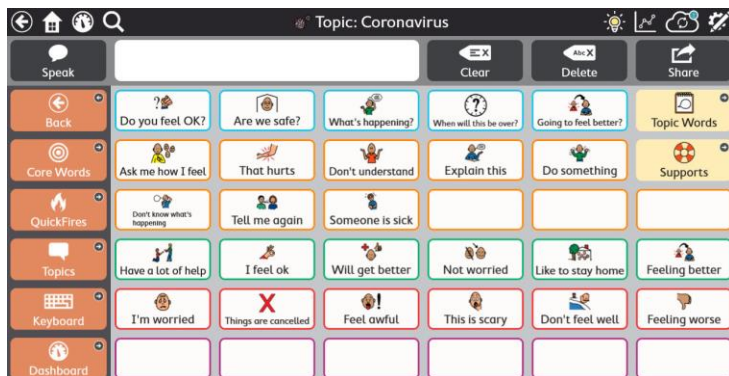 Topic: Coronavirus
Speak
Abc X
Clear
Delete
Share
Back
Do you feel OK?
Are we safe?
What's happening?
When will this be over?
Going to feel better?
Topic Words
Core Words
Ask me how I feel
That hurts
Don't understand
Explain this
Do something
Supports
QuickFires
Don't know what's
happening
Tell me again
Someone is sick
Topics
Have a lot of help
I feel ok
Will get better
Not worried
Like to stay home
Feeling better
Keyboard
I'm worried
Things are cancelled
Feel awful
This is scary
Don't feel well
Feeling worse
Dashboard